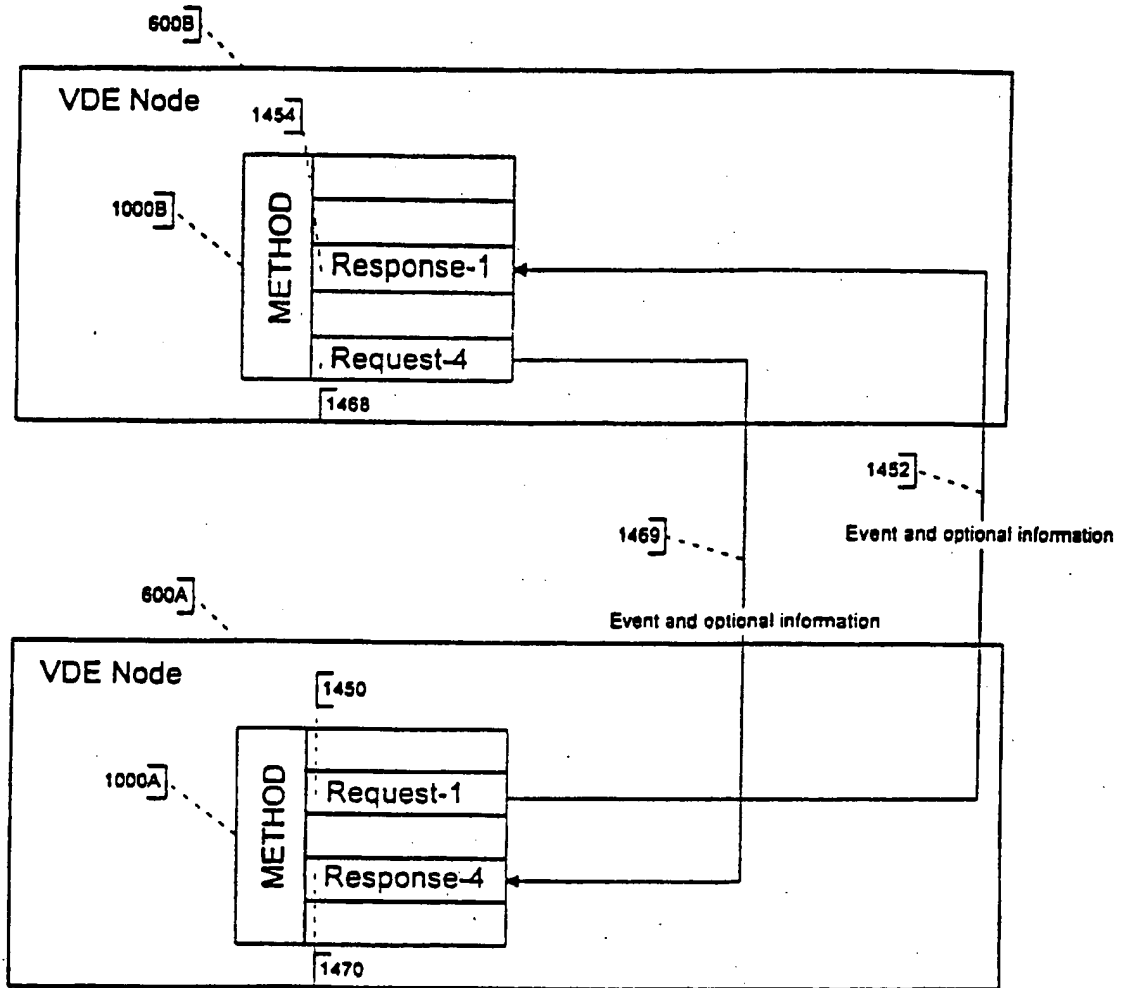 600B
VDE Node
1454
1000B
METHOD
Response-1
Request-4
1468
1452
Event and optional information
1469
600A
Event and optional information
VDE Node
1450
1000A
METHOD
Request-1
Response-4
1470